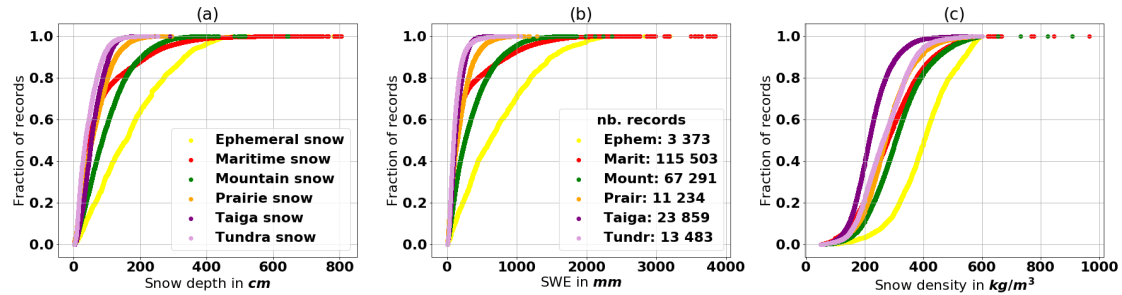 (a)
Fraction of records
1.0
0.8
0.6
0.4
0.2
0.0
Ephemeral snow
Maritime snow
Mountain snow
Prairie snow
Taiga snow
Tundra snow
0 200 400 600 800
Snow depth in cm
(b)
Fraction of records
1.0
0.8
0.6
0.4
0.2
0.0
nb. records
Ephem: 3 373
Marit: 115 503
Mount: 67 291
Prair: 11 234
Taiga: 23 859
Tundr: 13 483
0 1000 2000 3000 4000
SWE in mm
(c)
Fraction of records
1.0
0.8
0.6
0.4
0.2
0.0
0 200 400 600 800 1000
Snow density in kg/m³